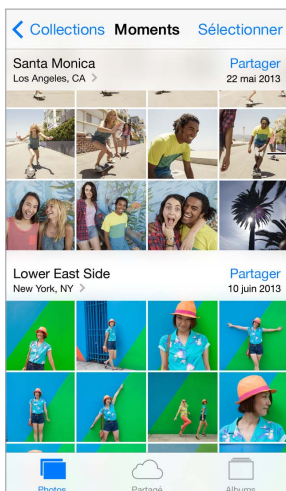 Collections Moments Sélectionner
Santa Monica Partager
Los Angeles, CA 22 mai 2013
Lower East Side Partager
New York, NY 10 juin 2013
Photos Partagé Albums